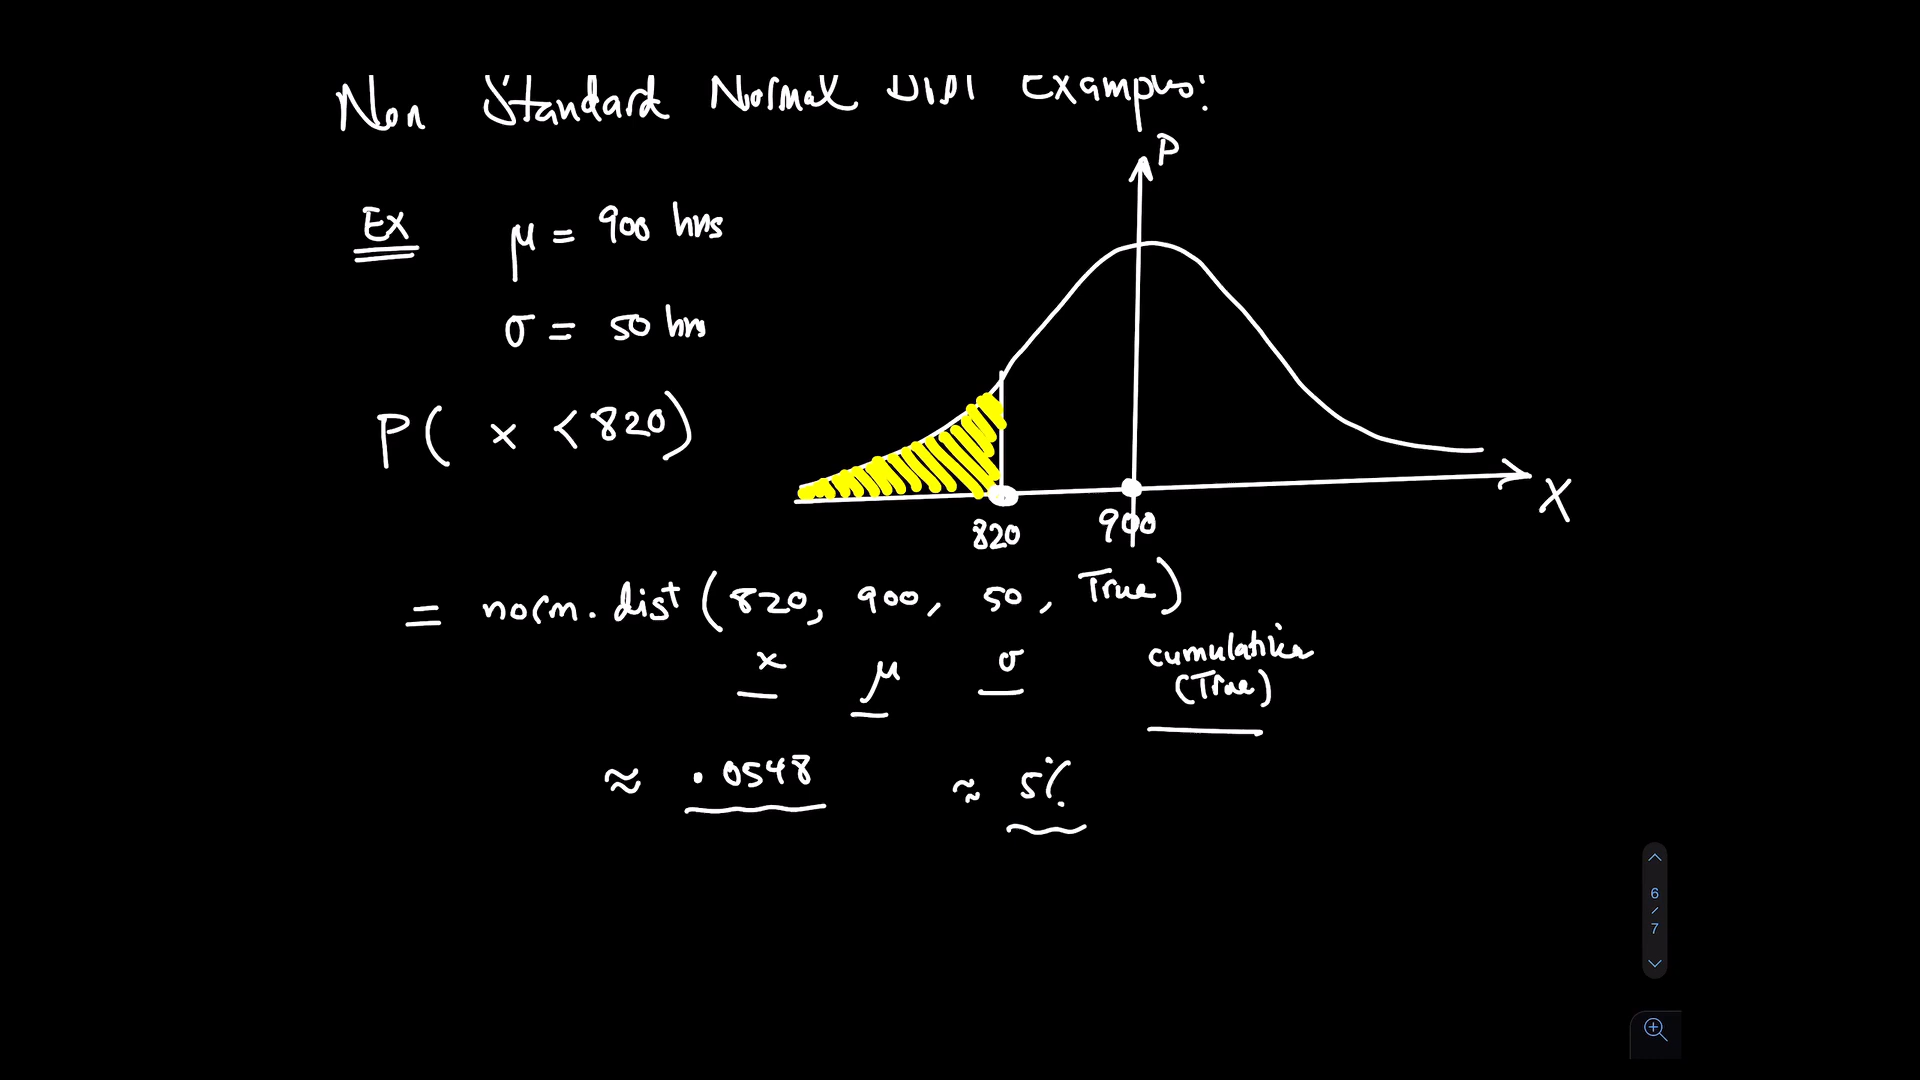 Non Standard Normal Dist Examples:
P
Ex μ = 900 hrs
σ = 50 hrs
P( x < 820)
X
820 900
= norm.dist (820, 900, 50, True)
x μ σ cumulative
(True)
≈ .0548 ≈ 5%
6
/
7